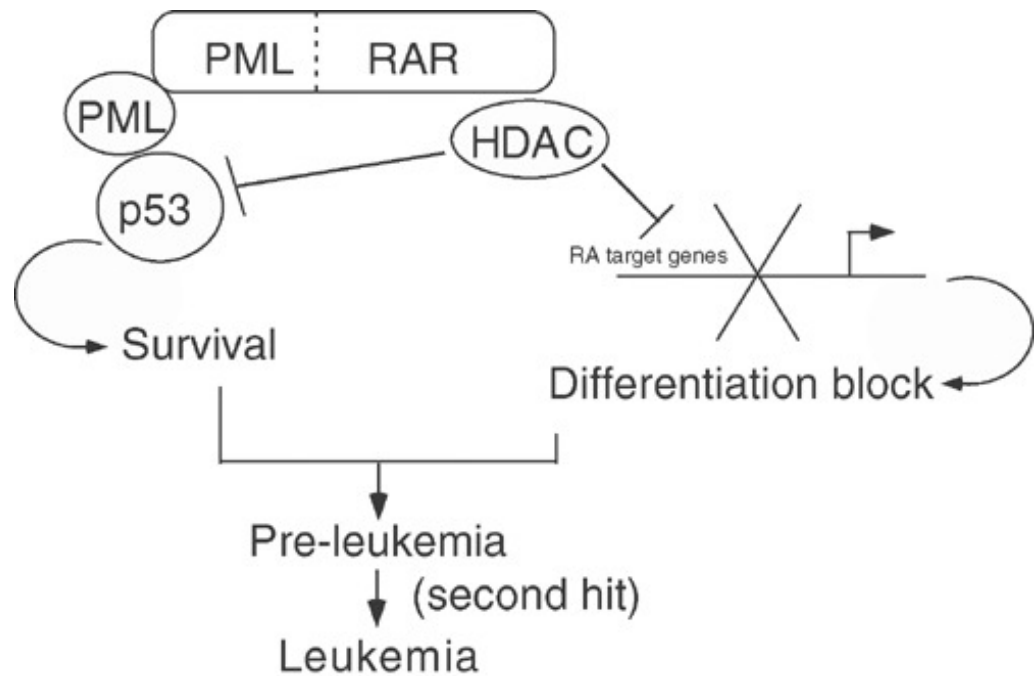 PML RAR
PML
HDAC
p53
RA target genes
Survival
Differentiation block
Pre-leukemia
(second hit)
Leukemia